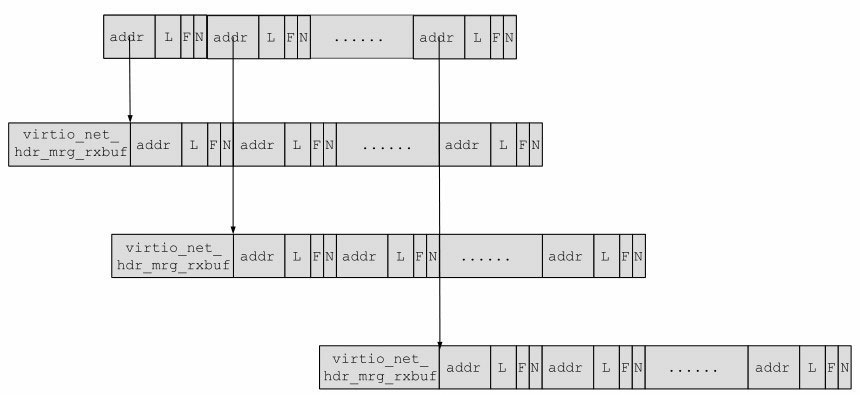 addr L F N addr L F N ...... addr L F N
virtio_net_
hdr_mrg_rxbuf addr L F N addr L F N ...... addr L F N
virtio_net_
hdr_mrg_rxbuf addr L F N addr L F N ...... addr L F N
virtio_net_
hdr_mrg_rxbuf addr L F N addr L F N ...... addr L F N